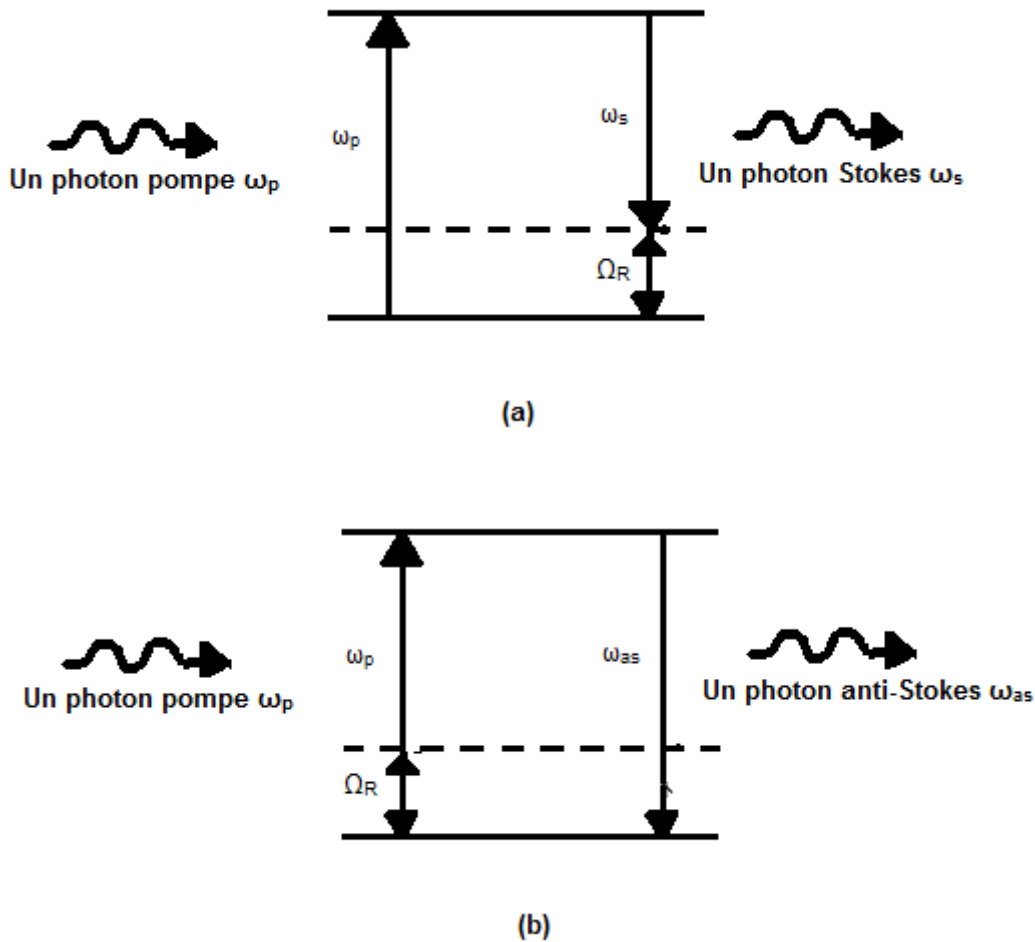 ωp
ωs
Un photon pompe ωp
Un photon Stokes ωs
ΩR
(a)
ωp
ωas
Un photon pompe ωp
Un photon anti-Stokes ωas
ΩR
(b)